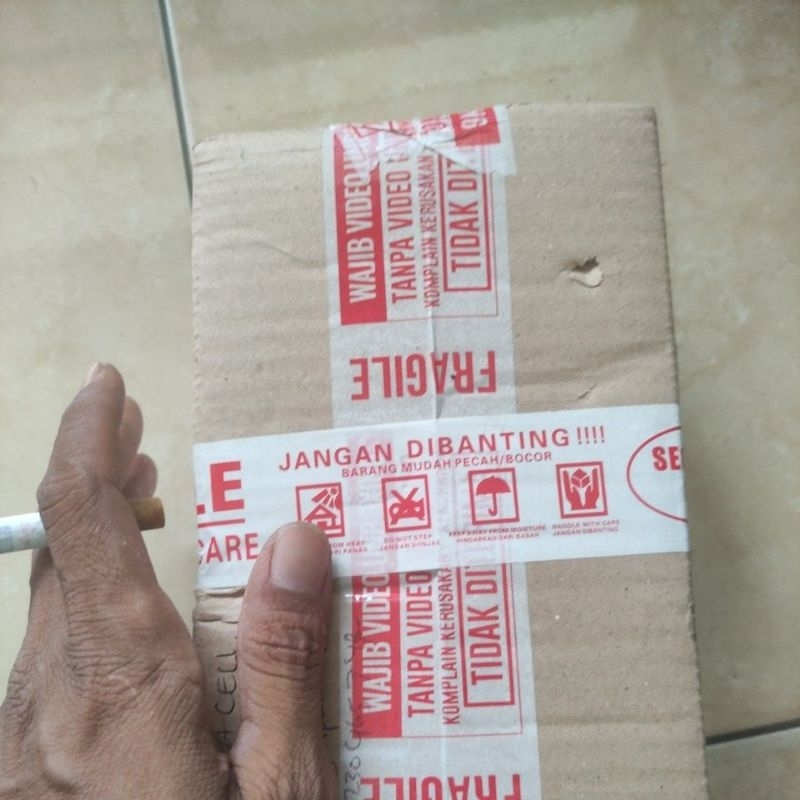 WAJIB VIDEO
TANPA VIDEO
KOMPLAIN KERUSAKAN
TIDAK DI
FRAGILE
LE
CARE
JANGAN DIBANTING!!!!
BARANG MUDAH PECAH/BOCOR
DO NOT STEP
JANGAN DIINJAK
KEEP AWAY FROM MOISTURE
HINDARKAN DARI BASAH
HANDLE WITH CARE
JANGAN DIBANTING
SE
WAJIB VIDEO
TANPA VIDEO
KOMPLAIN KERUSAKAN
TIDAK DI
FRAGILE
A CELL